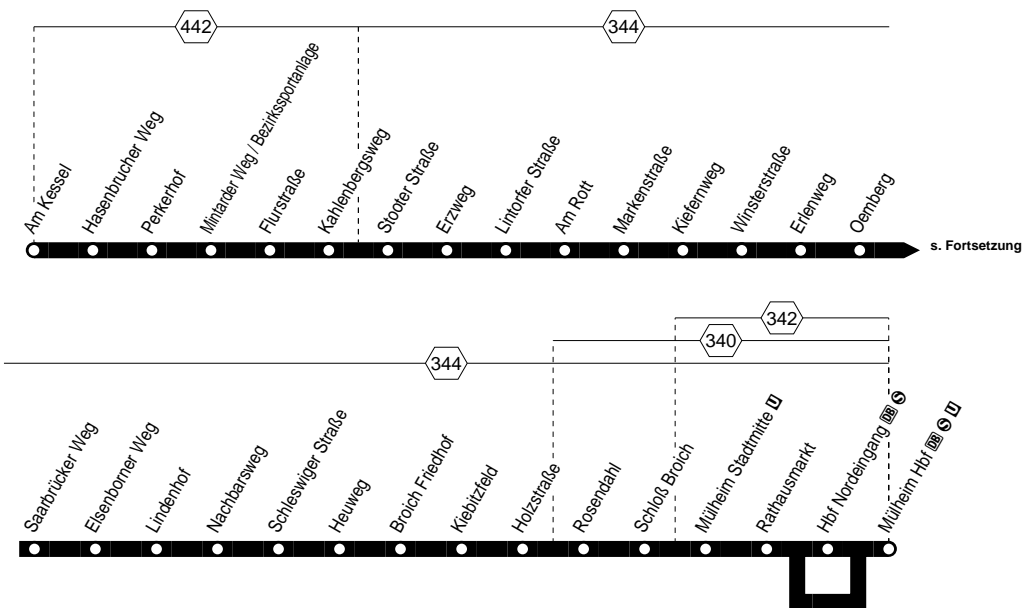 442
344
Am Kessel
Hasenbrucher Weg
Perkerhof
Mintarder Weg / Bezirkssportanlage
Flurstraße
Kahlenbergsweg
Stooter Straße
Erzweg
Lintorfer Straße
Am Rott
Markenstraße
Kiefernweg
Winsterstraße
Erlenweg
Oemberg
s. Fortsetzung
342
340
344
Saarbrücker Weg
Elsenborner Weg
Lindenhof
Nachbarsweg
Schleswiger Straße
Heuweg
Broich Friedhof
Kiebitzfeld
Holzstraße
Rosendahl
Schloß Broich
Mülheim Stadtmitte U
Rathausmarkt
Hbf Nordeingang DB S
Mülheim Hbf DB S U